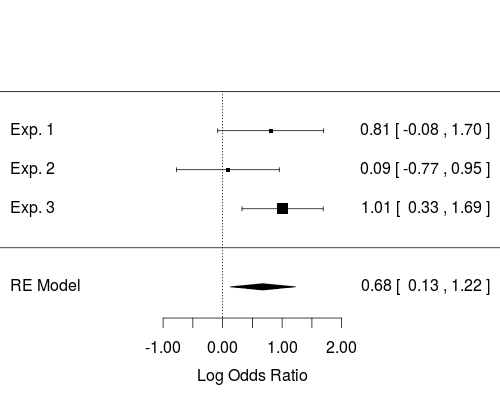 Exp. 1 0.81 [ -0.08 , 1.70 ]
Exp. 2 0.09 [ -0.77 , 0.95 ]
Exp. 3 1.01 [ 0.33 , 1.69 ]
RE Model 0.68 [ 0.13 , 1.22 ]
-1.00 0.00 1.00 2.00
Log Odds Ratio